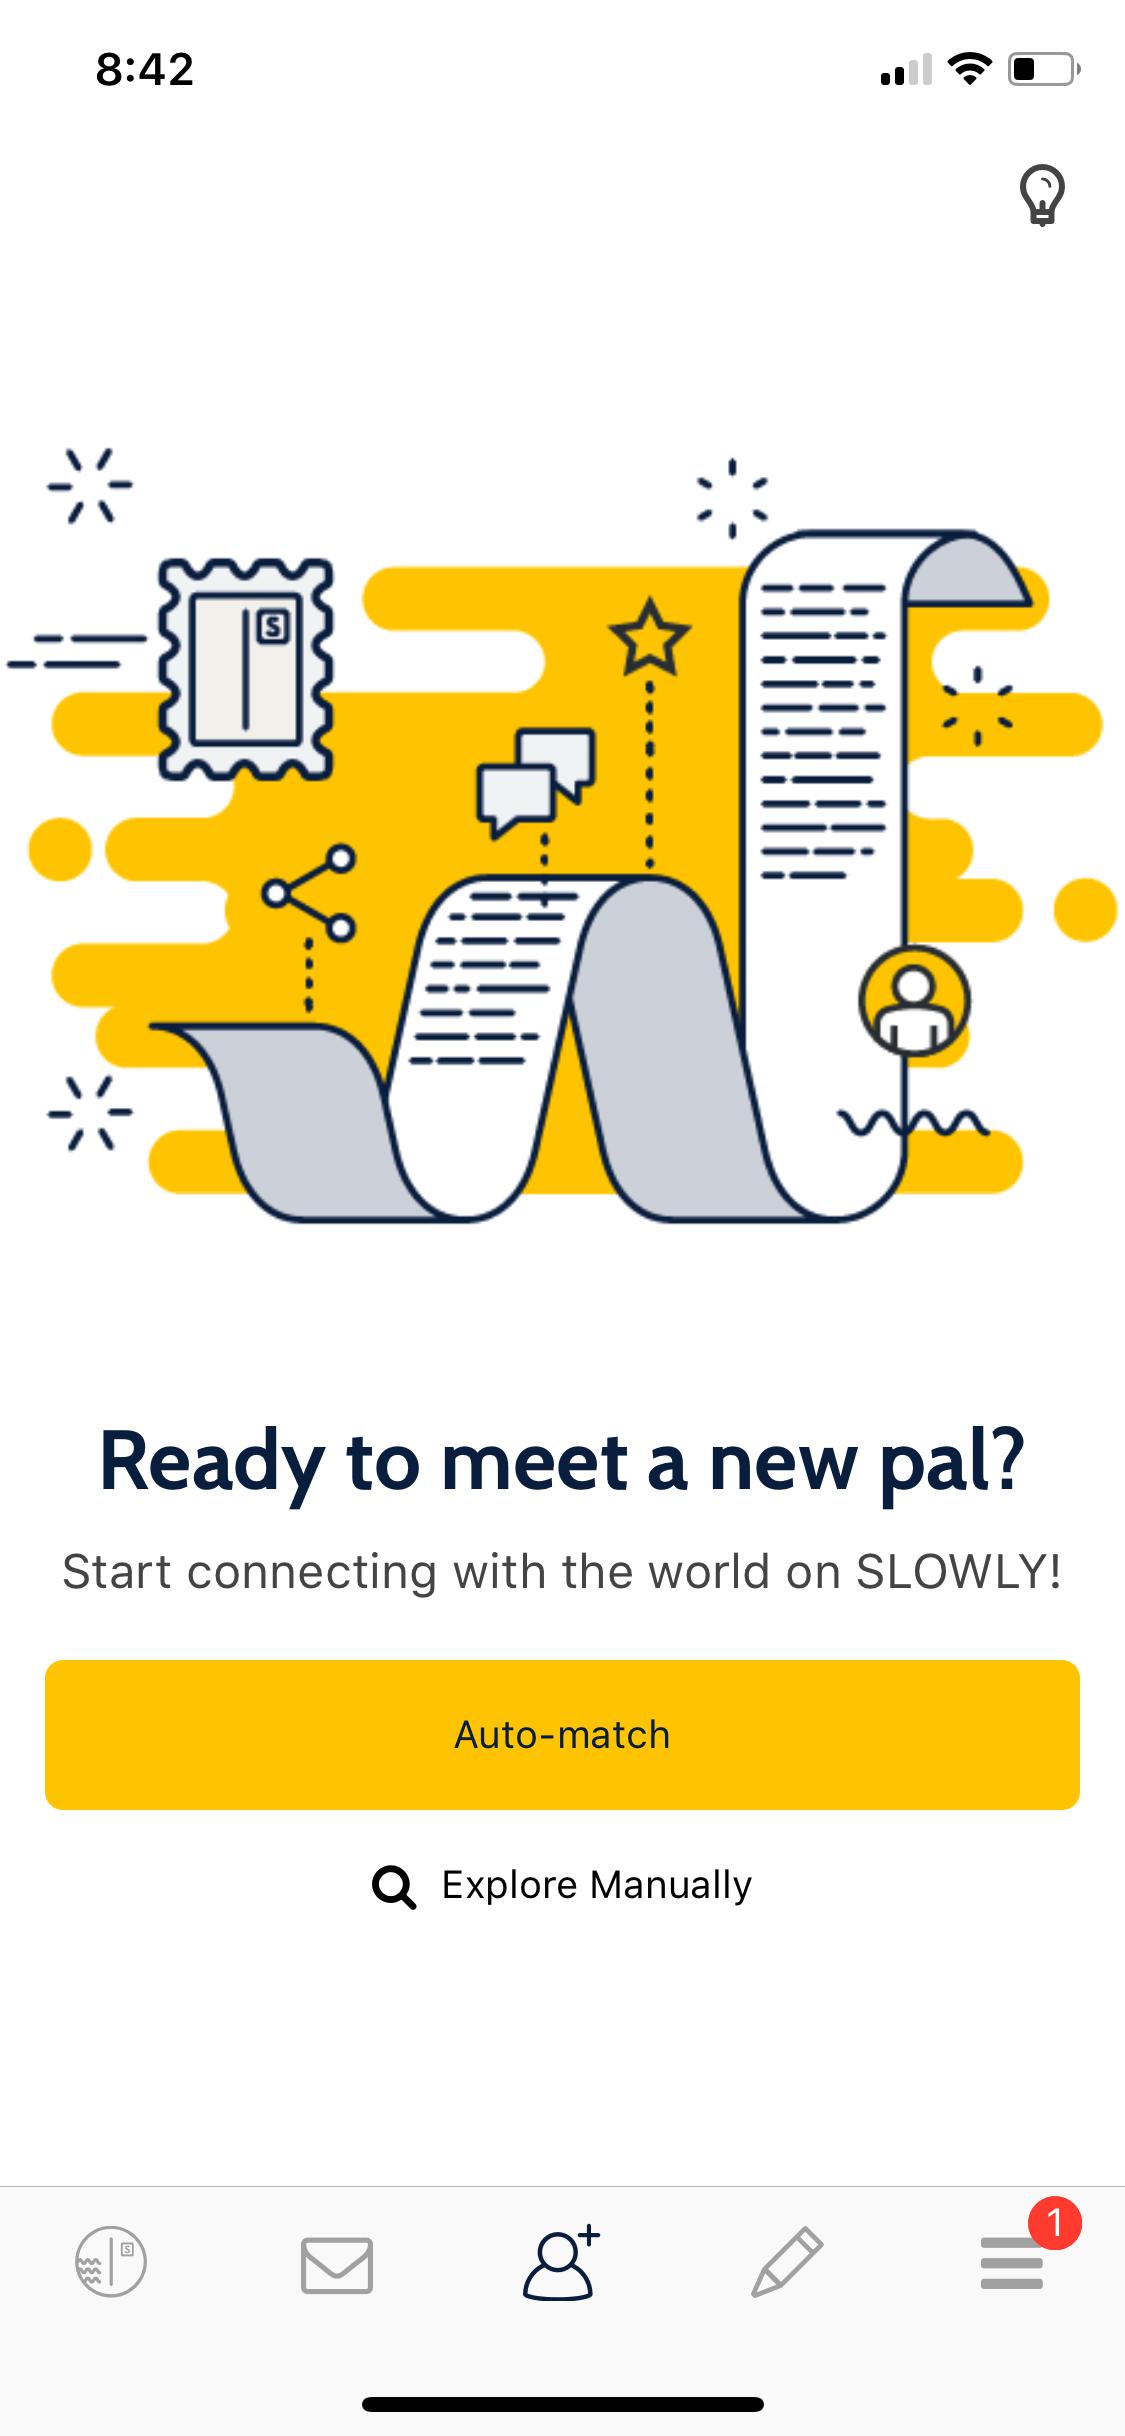 8:42
S
Ready to meet a new pal?
Start connecting with the world on SLOWLY!
Auto-match
Explore Manually
S
1